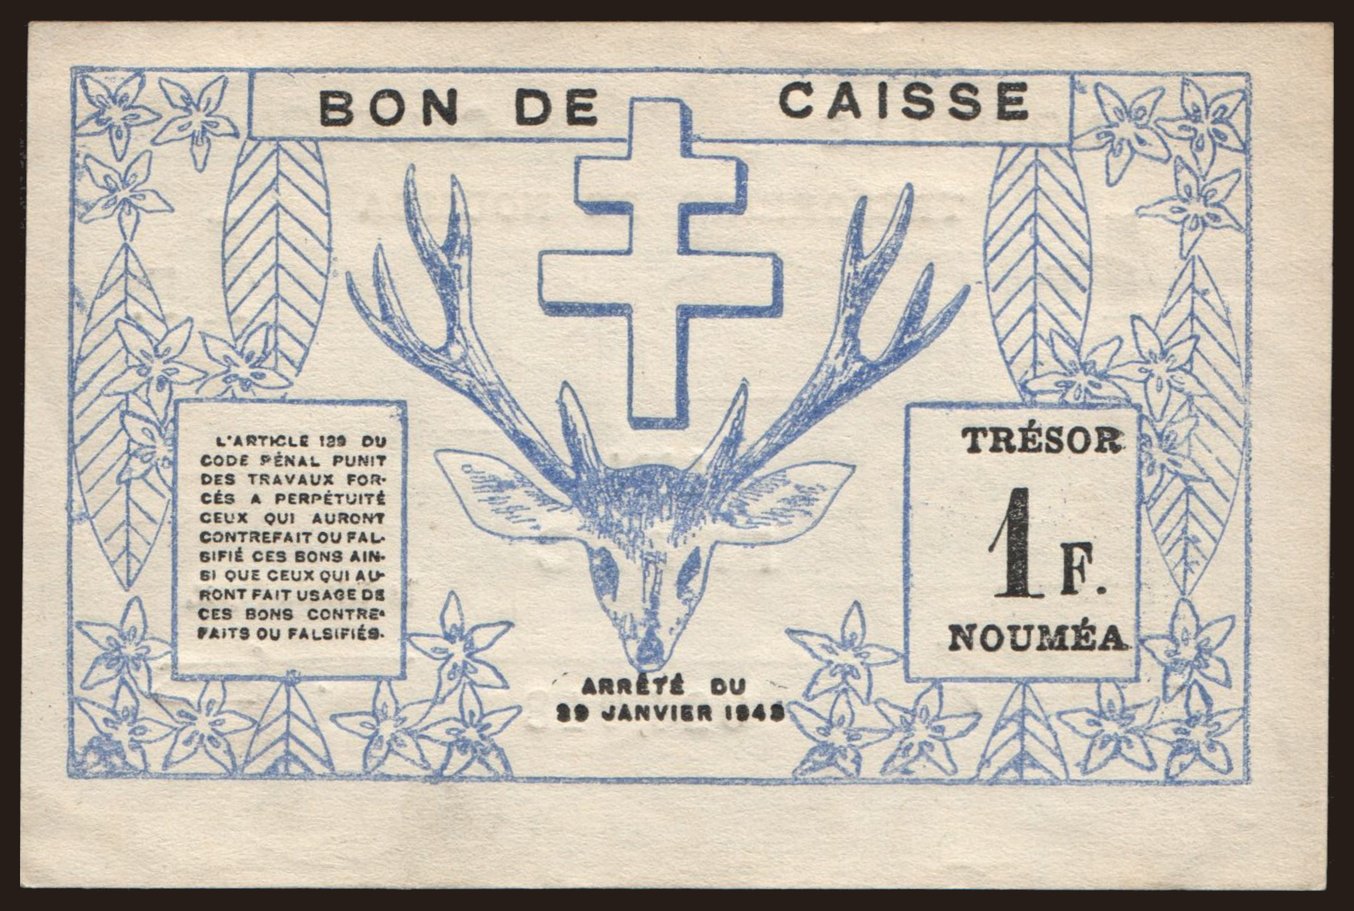 BON DE CAISSE
L'ARTICLE 139 DU
CODE PÉNAL PUNIT
DES TRAVAUX FOR-
CÉS A PERPÉTUITÉ
CEUX QUI AURONT
CONTREFAIT OU FAL-
SIFIÉ CES BONS AIN-
SI QUE CEUX QUI AU-
RONT FAIT USAGE DE
CES BONS CONTRE-
FAITS OU FALSIFIÉS.
TRÉSOR
1 F.
NOUMÉA
ARRÊTÉ DU
29 JANVIER 1943